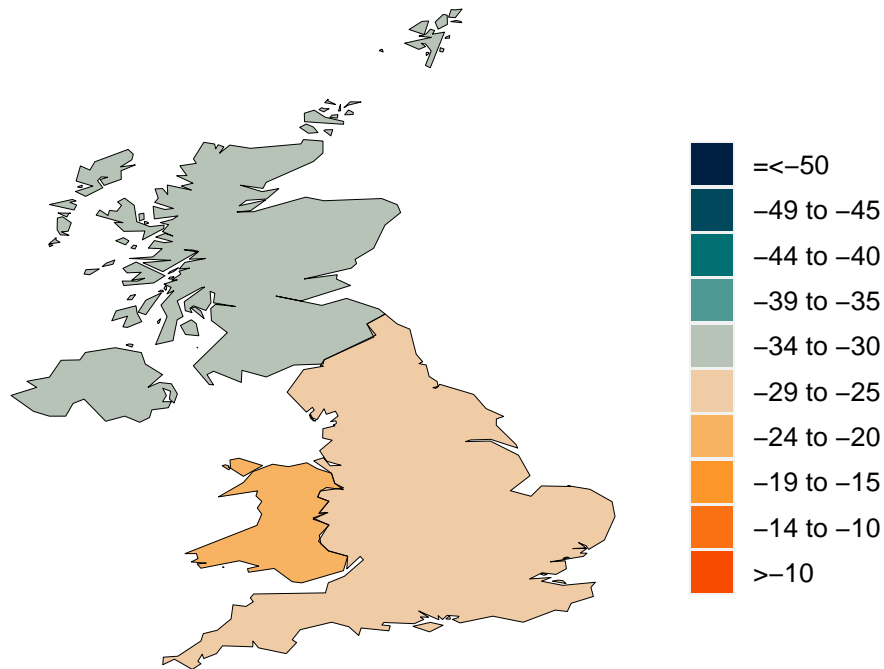 =<−50
−49 to −45
−44 to −40
−39 to −35
−34 to −30
−29 to −25
−24 to −20
−19 to −15
−14 to −10
>−10